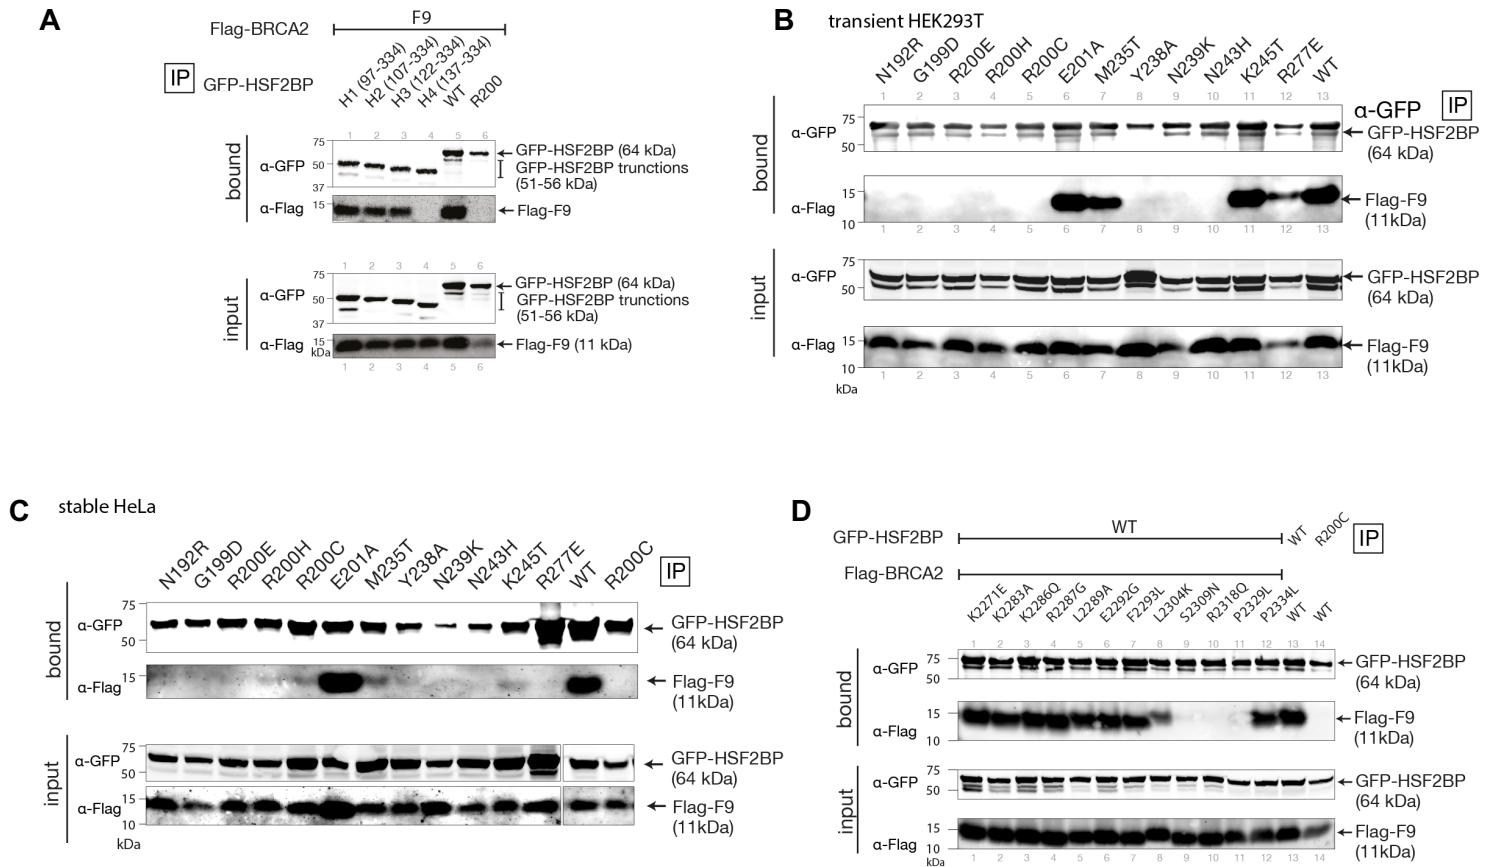 A
F9
Flag-BRCA2
IP
GFP-HSF2BP
H1 (97-334)
H2 (107-334)
H3 (122-334)
H4 (137-334)
WT
R200
1 2 3 4 5 6
bound
α-GFP
75
50
37
GFP-HSF2BP (64 kDa)
GFP-HSF2BP trunctions
(51-56 kDa)
α-Flag
15
Flag-F9
1 2 3 4 5 6
input
α-GFP
75
50
37
GFP-HSF2BP (64 kDa)
GFP-HSF2BP trunctions
(51-56 kDa)
α-Flag
15
kDa
Flag-F9 (11 kDa)
1 2 3 4 5 6
B
transient HEK293T
N192R
G199D
R200E
R200H
R200C
E201A
M235T
Y238A
N239K
N243H
K245T
R277E
WT
1 2 3 4 5 6 7 8 9 10 11 12 13
α-GFP
IP
bound
α-GFP
75
50
GFP-HSF2BP
(64 kDa)
α-Flag
15
10
Flag-F9
(11kDa)
1 2 3 4 5 6 7 8 9 10 11 12 13
input
α-GFP
75
50
GFP-HSF2BP
(64 kDa)
α-Flag
15
10
kDa
Flag-F9
(11kDa)
1 2 3 4 5 6 7 8 9 10 11 12 13
C
stable HeLa
N192R
G199D
R200E
R200H
R200C
E201A
M235T
Y238A
N239K
N243H
K245T
R277E
WT
R200C
IP
bound
α-GFP
75
50
GFP-HSF2BP
(64 kDa)
α-Flag
15
Flag-F9
(11kDa)
input
α-GFP
75
50
GFP-HSF2BP
(64 kDa)
α-Flag
15
10
kDa
Flag-F9
(11kDa)
D
WT
GFP-HSF2BP
WT
R200C
IP
Flag-BRCA2
K2271E
K2283A
K2286Q
R2287G
L2289A
E2292G
F2293L
L2304K
S2309N
R2318Q
P2329L
P2334L
WT
WT
1 2 3 4 5 6 7 8 9 10 11 12 13 14
bound
α-GFP
75
50
GFP-HSF2BP
(64 kDa)
α-Flag
15
10
Flag-F9
(11kDa)
input
α-GFP
75
50
GFP-HSF2BP
(64 kDa)
α-Flag
15
10
kDa
Flag-F9
(11kDa)
1 2 3 4 5 6 7 8 9 10 11 12 13 14